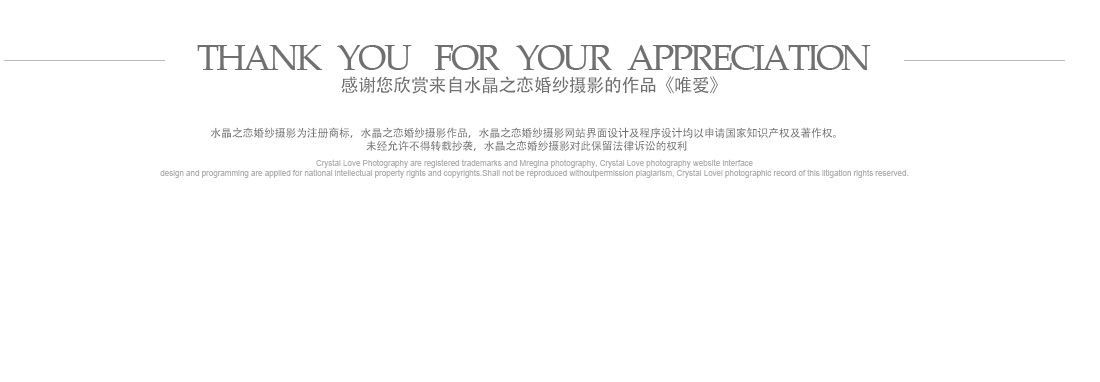 THANK YOU FOR YOUR APPRECIATION
感谢您欣赏来自水晶之恋婚纱摄影的作品《唯爱》
水晶之恋婚纱摄影为注册商标，水晶之恋婚纱摄影作品，水晶之恋婚纱摄影网站界面设计及程序设计均以申请国家知识产权及著作权。
未经允许不得转载抄袭，水晶之恋婚纱摄影对此保留法律诉讼的权利
Crystal Love Photography are registered trademarks and Mregina photography, Crystal Love photography website interface
design and programming are applied for national intellectual property rights and copyrights.Shall not be reproduced withoutpermission plagiarism, Crystal Lovel photographic record of this litigation rights reserved.